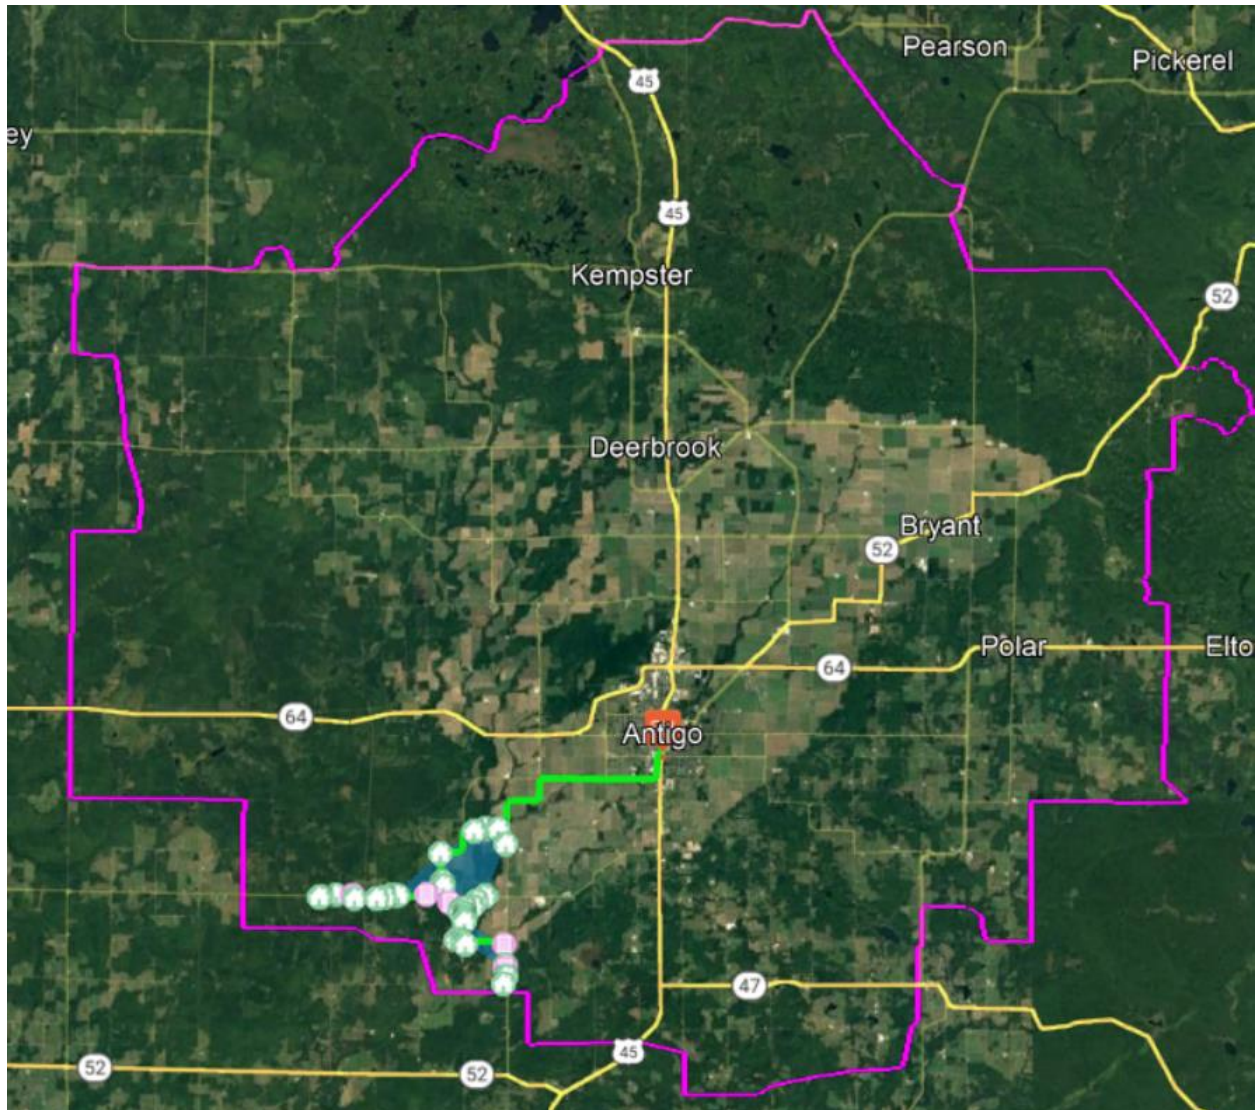 Pearson
Pickerel
45
ey
45
Kempster
52
Deerbrook
Bryant
52
Polar
Elto
64
64
Antigo
47
45
52
52